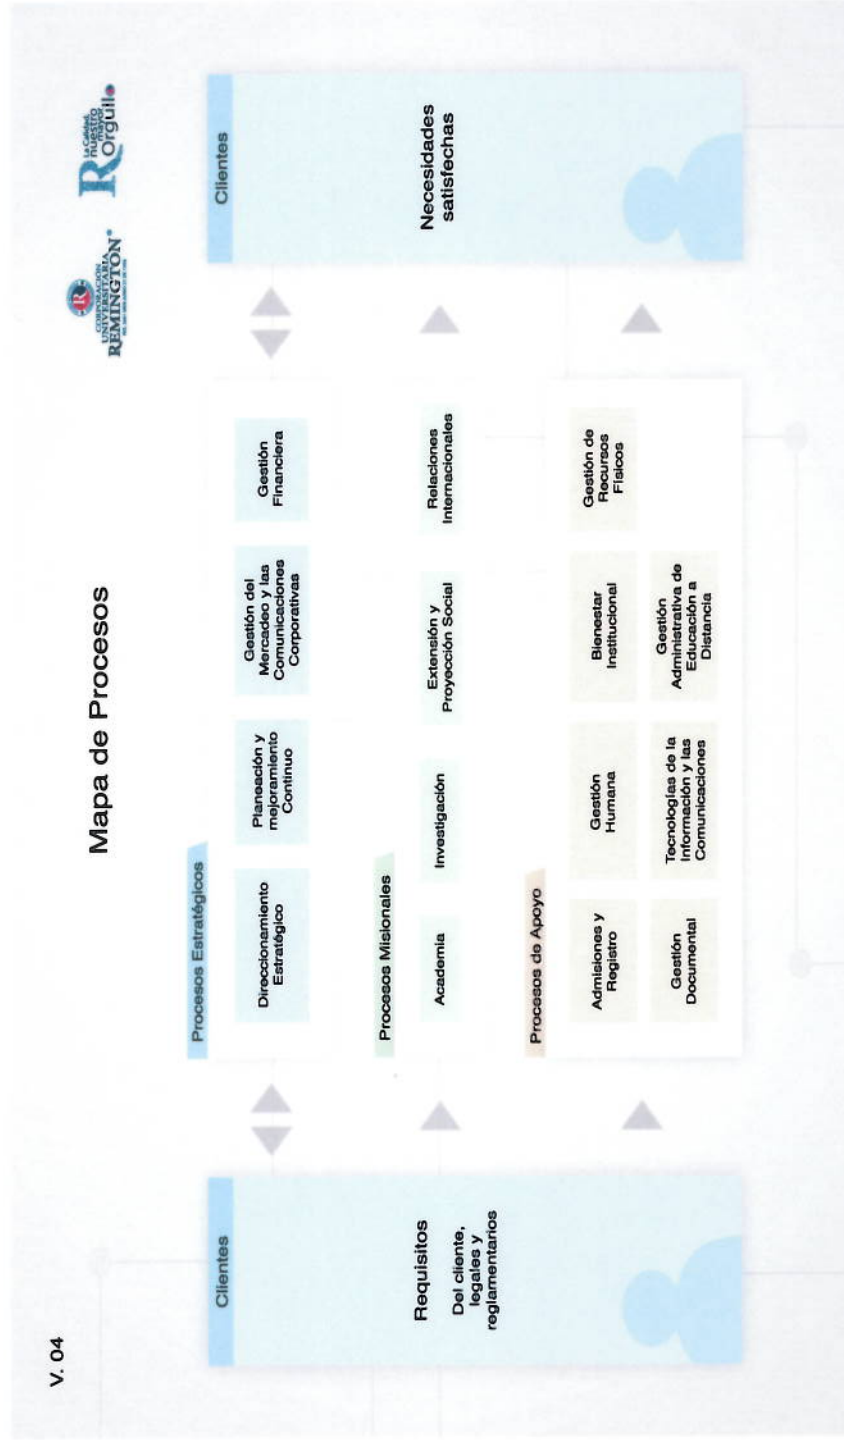 V. 04
Mapa de Procesos
CORPORACIÓN
UNIVERSITARIA
REMINGTON®
La Calidad,
nuestro
mayor
Orgullo
Clientes
Requisitos
Del cliente,
legales y
reglamentarios
Procesos Estratégicos
Direccionamiento
Estratégico
Planeación y
mejoramiento
Continuo
Gestión del
Mercadeo y las
Comunicaciones
Corporativas
Gestión
Financiera
Procesos Misionales
Academia
Investigación
Extensión y
Proyección Social
Relaciones
Internacionales
Procesos de Apoyo
Admisiones y
Registro
Gestión
Humana
Bienestar
Institucional
Gestión de
Recursos
Físicos
Gestión
Documental
Tecnologías de la
Información y las
Comunicaciones
Gestión
Administrativa de
Educación a
Distancia
Clientes
Necesidades
satisfechas